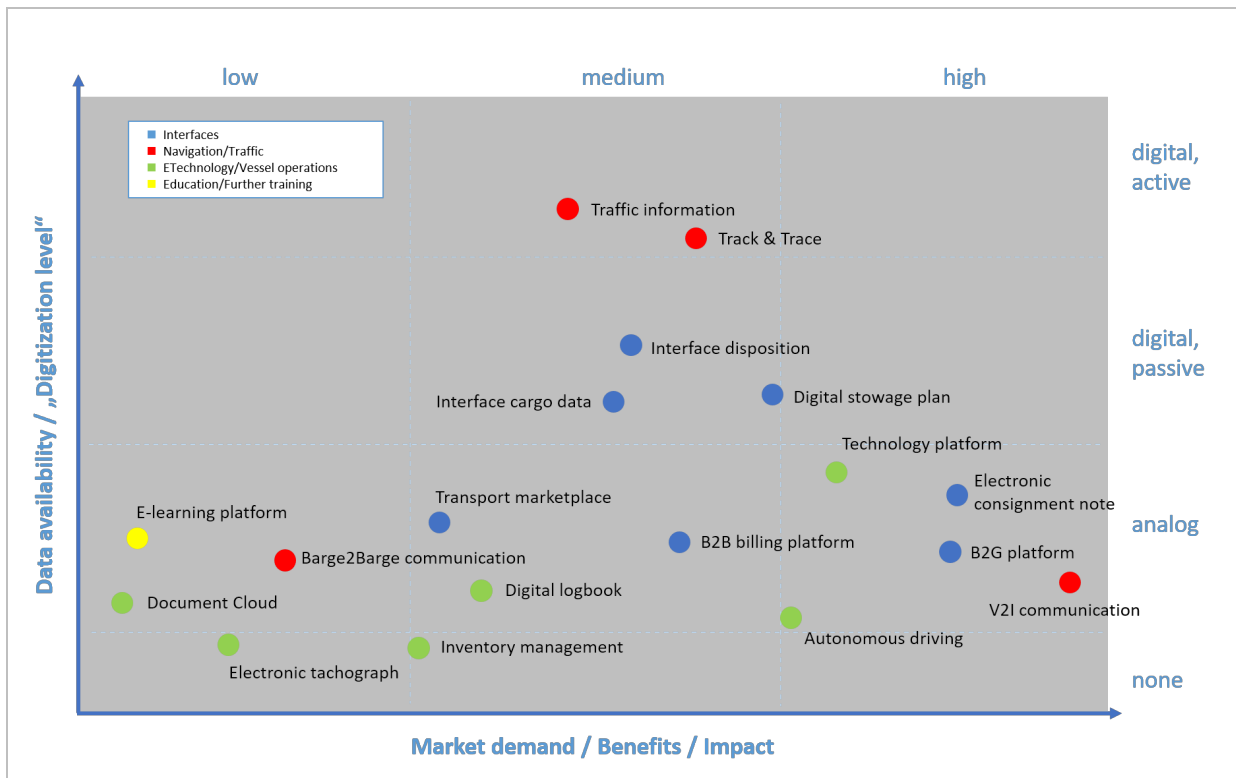 low
medium
high
digital,
active
Interfaces
Navigation/Traffic
ETechnology/Vessel operations
Education/Further training
Traffic information
Track & Trace
digital,
passive
Interface disposition
Interface cargo data
Digital stowage plan
Technology platform
Electronic
consignment note
Transport marketplace
E-learning platform
analog
B2B billing platform
B2G platform
Barge2Barge communication
Digital logbook
Document Cloud
V2I communication
Autonomous driving
Inventory management
Electronic tachograph
none
Data availability / „Digitization level“
Market demand / Benefits / Impact